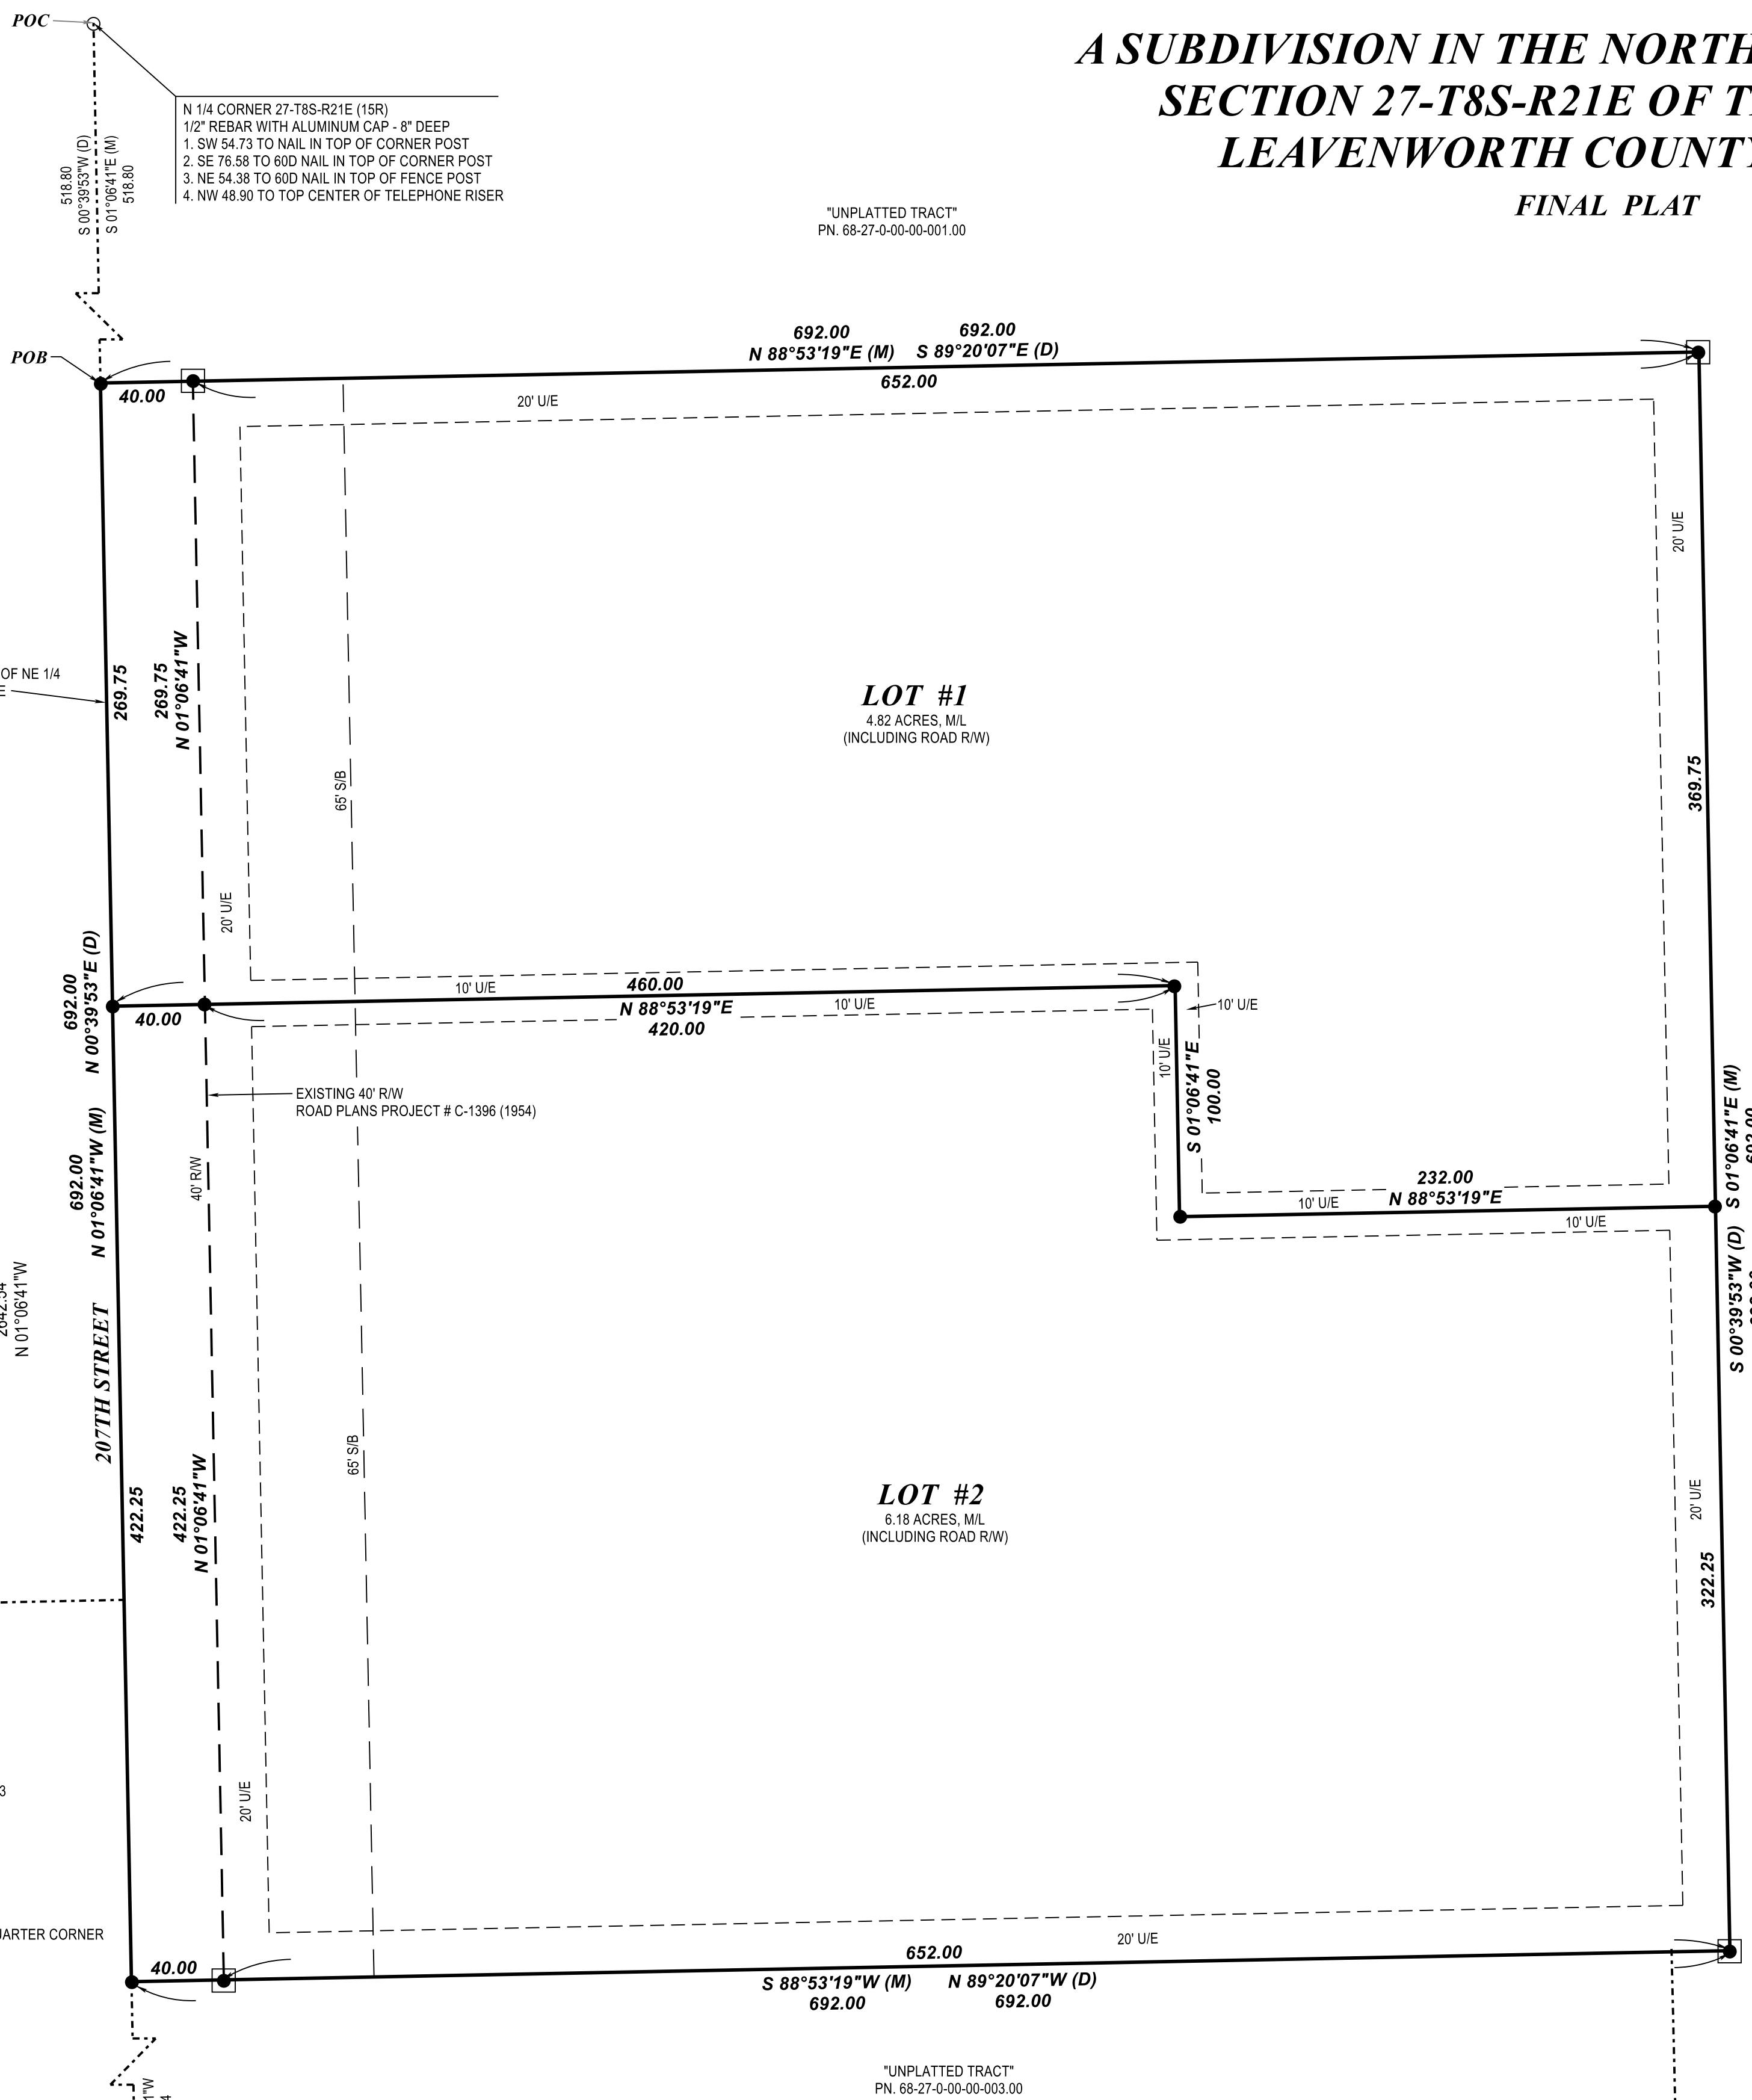 POC
A SUBDIVISION IN THE NORTH
SECTION 27-T8S-R21E OF T
LEAVENWORTH COUNTY
FINAL PLAT
N 1/4 CORNER 27-T8S-R21E (15R)
1/2" REBAR WITH ALUMINUM CAP - 8" DEEP
1. SW 54.73 TO NAIL IN TOP OF CORNER POST
2. SE 76.58 TO 60D NAIL IN TOP OF CORNER POST
3. NE 54.38 TO 60D NAIL IN TOP OF FENCE POST
4. NW 48.90 TO TOP CENTER OF TELEPHONE RISER
518.80
S 00°39'53"W (D)
S 01°06'41"E (M)
518.80
"UNPLATTED TRACT"
PN. 68-27-0-00-00-001.00
POB
692.00
692.00
N 88°53'19"E (M)
S 89°20'07"E (D)
652.00
40.00
20' U/E
20' U/E
OF NE 1/4
E
269.75
269.75
N 01°06'41"W
LOT #1
4.82 ACRES, M/L
(INCLUDING ROAD R/W)
65' S/B
369.75
20' U/E
692.00
N 00°39'53"E (D)
460.00
10' U/E
N 88°53'19"E
10' U/E
40.00
420.00
10' U/E
10' U/E
S 01°06'41"E
100.00
EXISTING 40' R/W
ROAD PLANS PROJECT # C-1396 (1954)
692.00
N 01°06'41"W (M)
40' R/W
232.00
10' U/E
N 88°53'19"E
10' U/E
S 01°06'41"E (M)
692.00
S 00°39'53"W (D)
2642.54
N 01°06'41"W
207TH STREET
65' S/B
422.25
422.25
N 01°06'41"W
LOT #2
6.18 ACRES, M/L
(INCLUDING ROAD R/W)
20' U/E
322.25
3
20' U/E
UARTER CORNER
20' U/E
40.00
652.00
S 88°53'19"W (M)
N 89°20'07"W (D)
692.00
692.00
"UNPLATTED TRACT"
PN. 68-27-0-00-00-003.00
1"W
4